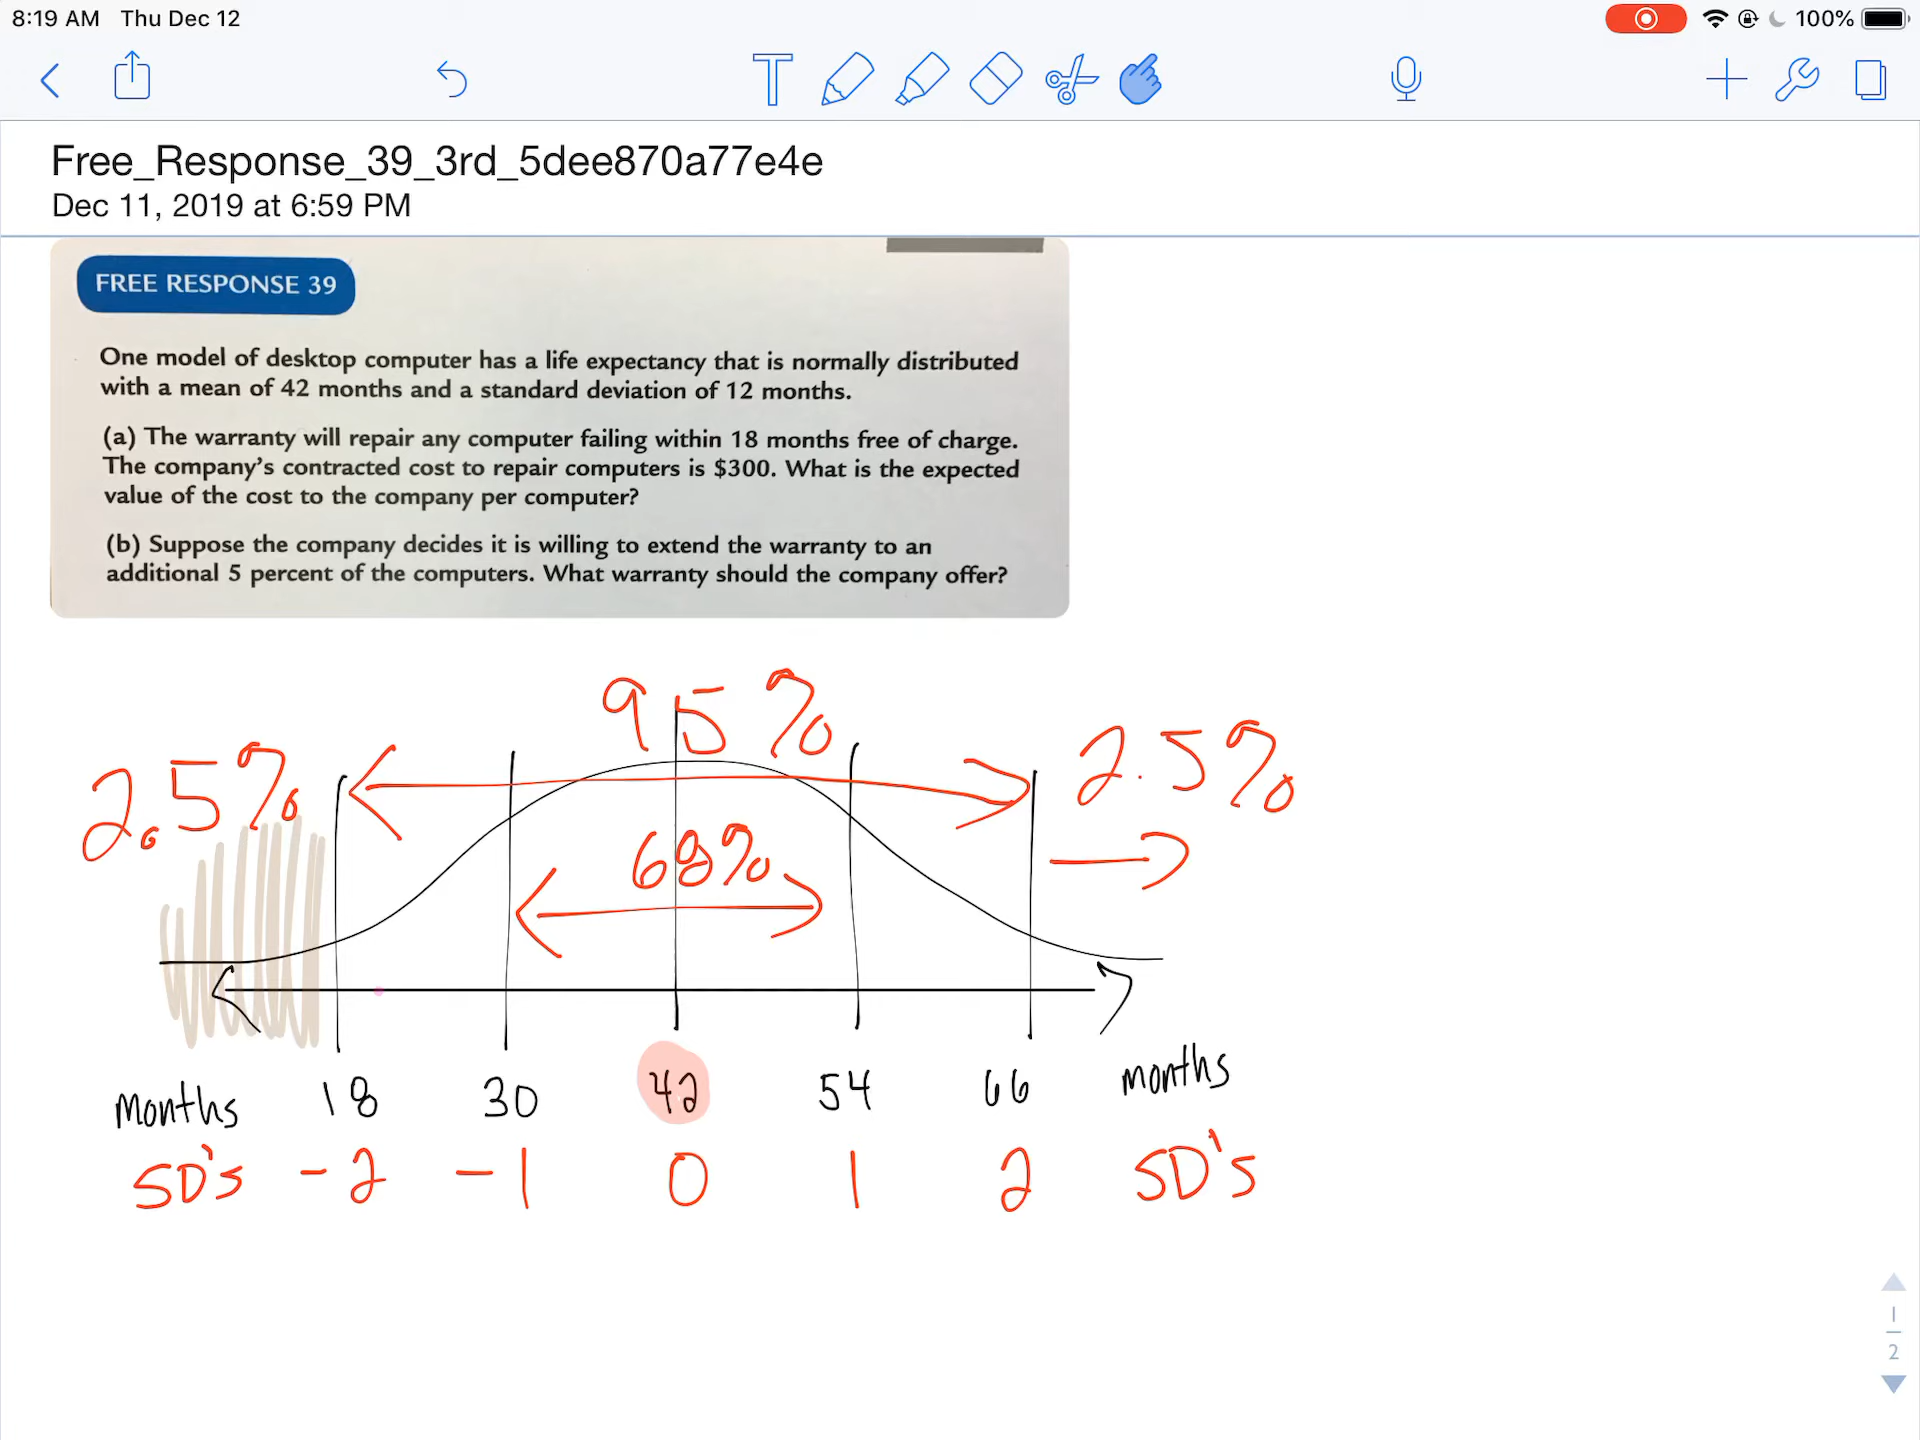 8:19 AM Thu Dec 12
100%
T
Free_Response_39_3rd_5dee870a77e4e
Dec 11, 2019 at 6:59 PM
FREE RESPONSE 39
One model of desktop computer has a life expectancy that is normally distributed
with a mean of 42 months and a standard deviation of 12 months.
(a) The warranty will repair any computer failing within 18 months free of charge.
The company's contracted cost to repair computers is $300. What is the expected
value of the cost to the company per computer?
(b) Suppose the company decides it is willing to extend the warranty to an
additional 5 percent of the computers. What warranty should the company offer?
95%
2.5%
2.5%
68%
months 18 30 42 54 66 months
SD's -2 -1 0 1 2 SD's
1
2